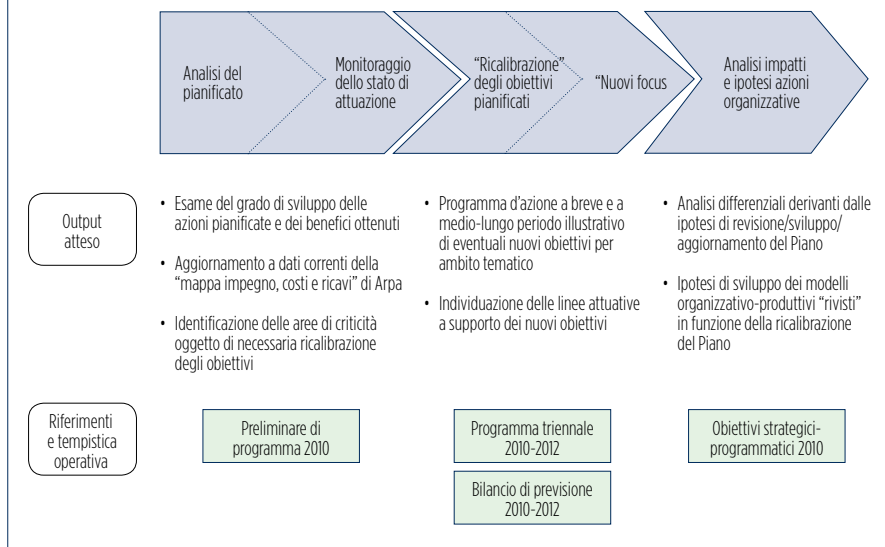 Analisi del
pianificato
Monitoraggio
dello stato di
attuazione
“Ricalibrazione”
degli obiettivi
pianificati
“Nuovi focus
Analisi impatti
e ipotesi azioni
organizzative
Output
atteso
• Esame del grado di sviluppo delle
azioni pianificate e dei benefici ottenuti
• Aggiornamento a dati correnti della
“mappa impegno, costi e ricavi” di Arpa
• Identificazione delle aree di criticità
oggetto di necessaria ricalibrazione
degli obiettivi
• Programma d’azione a breve e a
medio-lungo periodo illustrativo
di eventuali nuovi obiettivi per
ambito tematico
• Individuazione delle linee attuative
a supporto dei nuovi obiettivi
• Analisi differenziali derivanti dalle
ipotesi di revisione/sviluppo/
aggiornamento del Piano
• Ipotesi di sviluppo dei modelli
organizzativo-produttivi “rivisti”
in funzione della ricalibrazione
del Piano
Riferimenti
e tempistica
operativa
Preliminare di
programma 2010
Programma triennale
2010-2012
Bilancio di previsione
2010-2012
Obiettivi strategici-
programmatici 2010